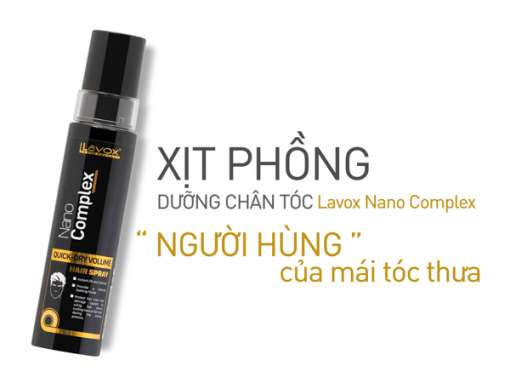 Lavox
Nano
Complex
QUICK-DRY VOLUME
HAIR SPRAY
XỊT PHỒNG
DƯỠNG CHÂN TÓC Lavox Nano Complex
“ NGƯỜI HÙNG ”
của mái tóc thưa